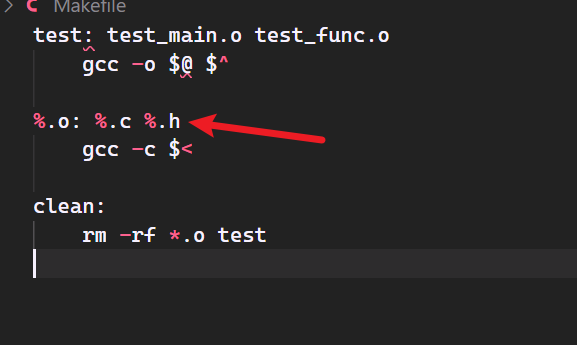 > C Makefile
test: test_main.o test_func.o
    gcc -o $@ $^
%.o: %.c %.h
    gcc -c $<
clean:
    rm -rf *.o test